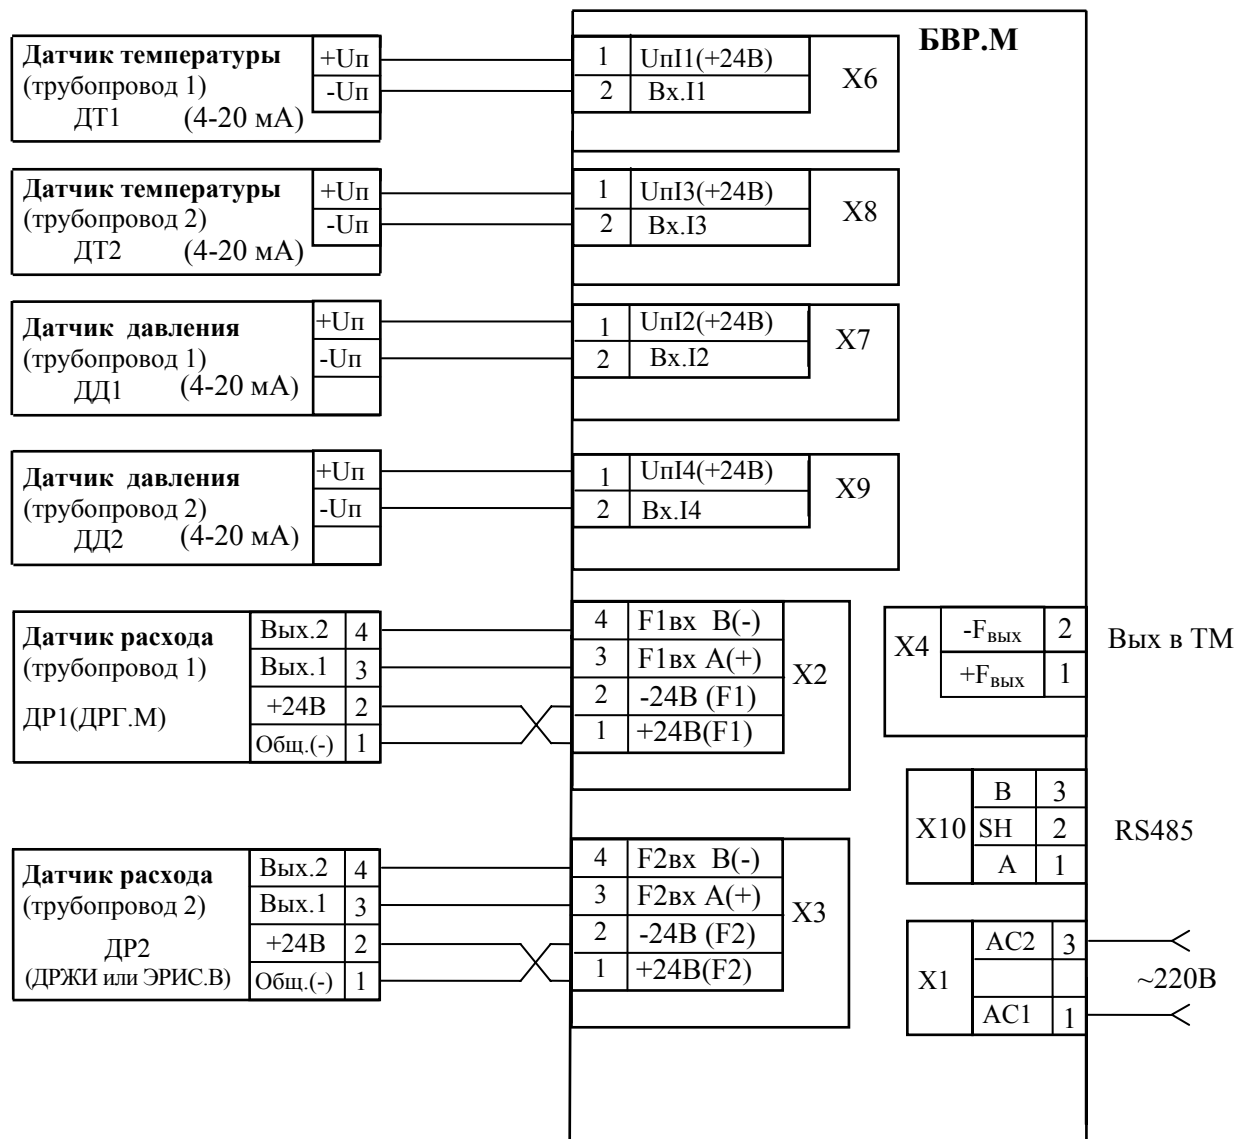 БВР.М
Датчик температуры
(трубопровод 1)
ДТ1 (4-20 мА)
+Uп
-Uп
1 UпI1(+24В)
2 Вх.I1
X6
Датчик температуры
(трубопровод 2)
ДТ2 (4-20 мА)
+Uп
-Uп
1 UпI3(+24В)
2 Вх.I3
X8
Датчик давления
(трубопровод 1)
ДД1 (4-20 мА)
+Uп
-Uп
1 UпI2(+24В)
2 Вх.I2
X7
Датчик давления
(трубопровод 2)
ДД2 (4-20 мА)
+Uп
-Uп
1 UпI4(+24В)
2 Вх.I4
X9
Датчик расхода
(трубопровод 1)
ДР1(ДРГ.М)
Вых.2 4
Вых.1 3
+24В 2
Общ.(-) 1
4 F1вх В(-)
3 F1вх А(+)
2 -24В (F1)
1 +24В(F1)
X2
X4
-Fвых 2
+Fвых 1
Вых в ТМ
X10
B 3
SH 2
A 1
RS485
Датчик расхода
(трубопровод 2)
ДР2
(ДРЖИ или ЭРИС.В)
Вых.2 4
Вых.1 3
+24В 2
Общ.(-) 1
4 F2вх В(-)
3 F2вх А(+)
2 -24В (F2)
1 +24В(F2)
X3
X1
AC2 3
AC1 1
~220В